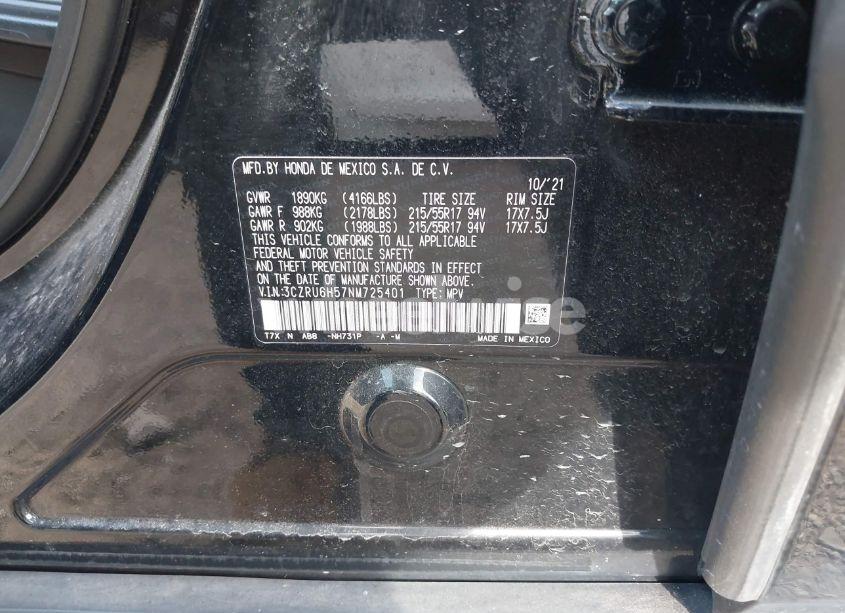 MFD.BY HONDA DE MEXICO S.A. DE C.V.
10/'21
GVWR 1890KG (4166LBS) TIRE SIZE RIM SIZE
GAWR F 988KG (2178LBS) 215/55R17 94V 17X7.5J
GAWR R 902KG (1988LBS) 215/55R17 94V 17X7.5J
THIS VEHICLE CONFORMS TO ALL APPLICABLE
FEDERAL MOTOR VEHICLE SAFETY
AND THEFT PREVENTION STANDARDS IN EFFECT
ON THE DATE OF MANUFACTURE SHOWN ABOVE.
V.I.N:3CZRU6H57NM725401 TYPE: MPV
T7X N AB8 -NH731P -A -M MADE IN MEXICO